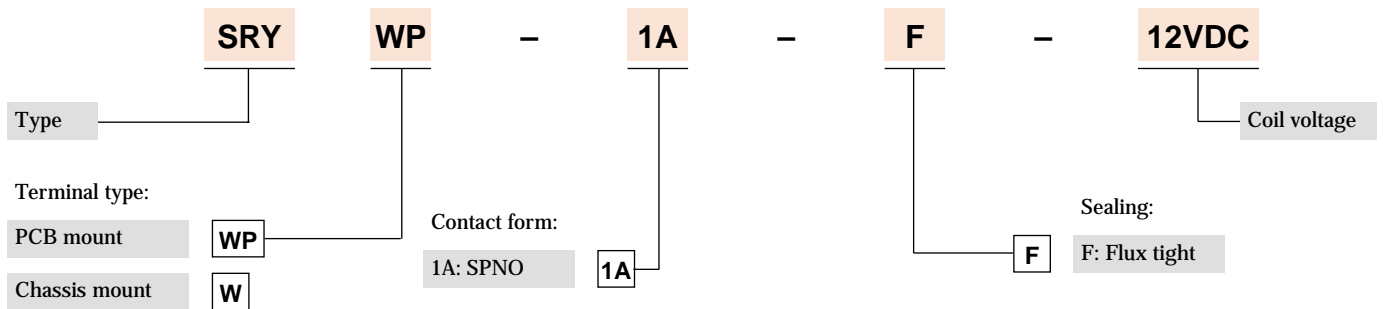 SRY WP – 1A – F – 12VDC
Type
Coil voltage
Terminal type:
PCB mount WP
Chassis mount W
Contact form:
1A: SPNO 1A
Sealing:
F F: Flux tight